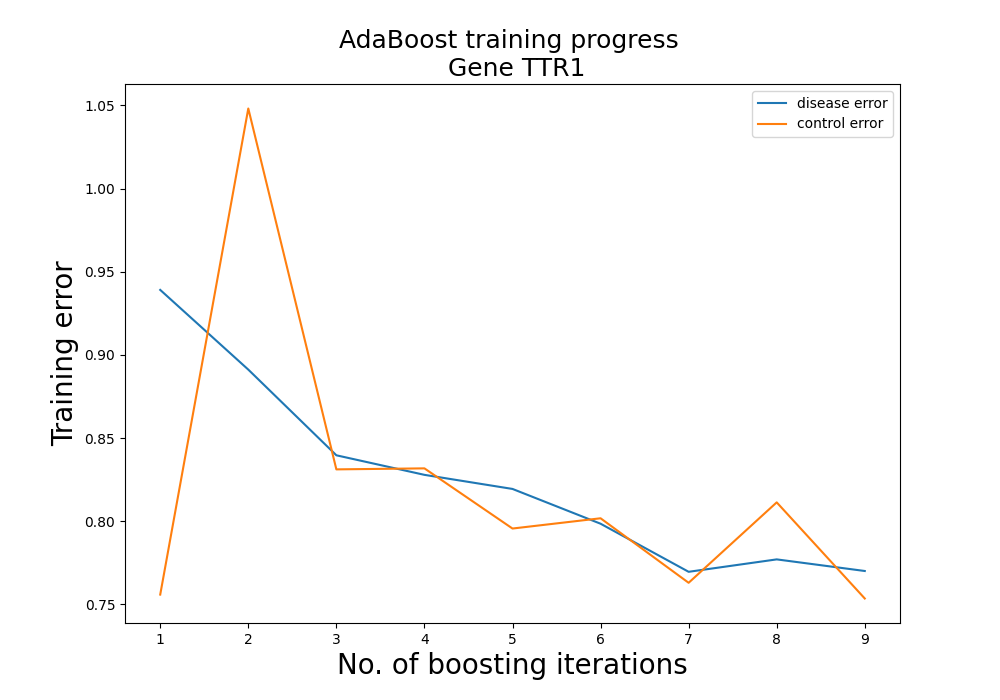 AdaBoost training progress
Gene TTR1
disease error
control error
Training error
1.05
1.00
0.95
0.90
0.85
0.80
0.75
1 2 3 4 5 6 7 8 9
No. of boosting iterations